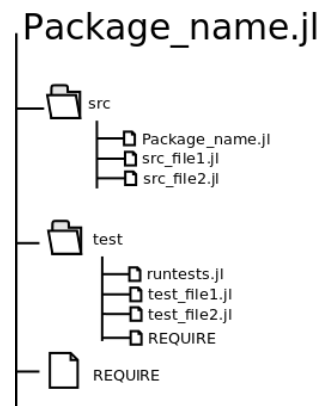 Package_name.jl
src
Package_name.jl
src_file1.jl
src_file2.jl
test
runtests.jl
test_file1.jl
test_file2.jl
REQUIRE
REQUIRE